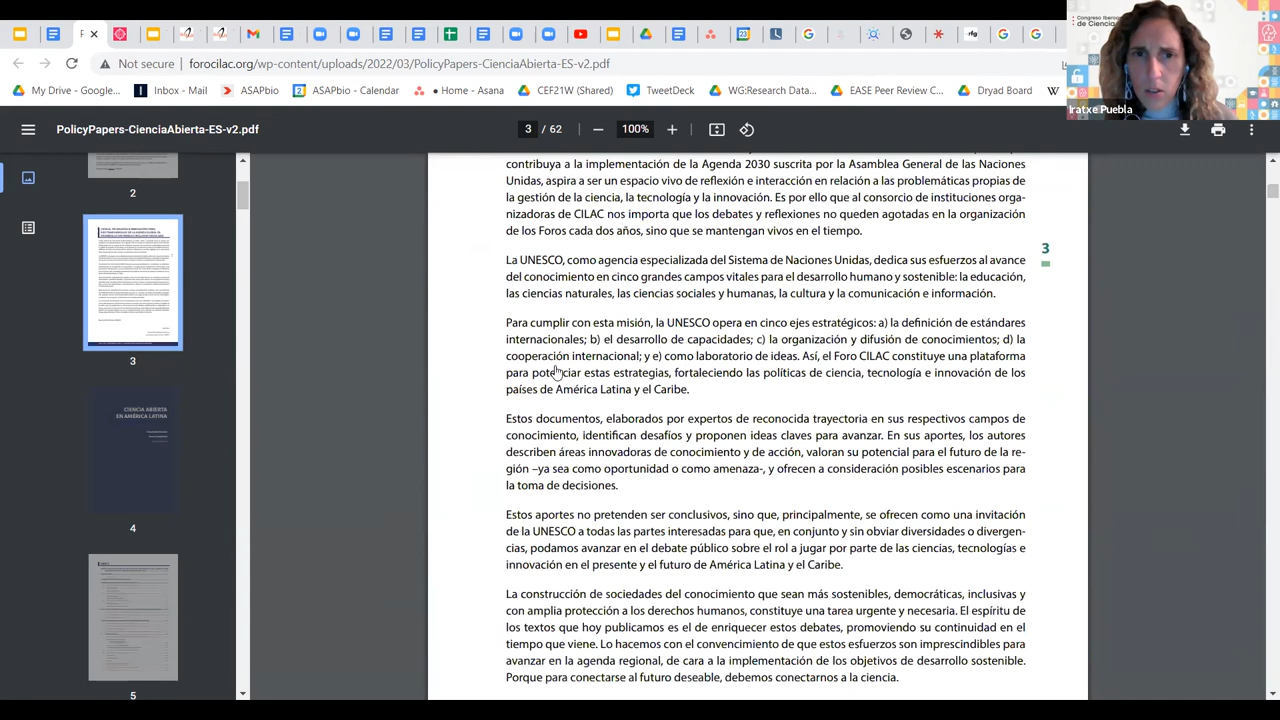 Not secure forocilac.org/wp-content/uploads/2022/03/PolicyPapers-CienciaAbierta-ES-v2.pdf
My Drive - Google... Inbox - Mail ASAPbio ASAPbio - Calendar • Home - Asana CEF21W (Shared) TweetDeck WG:Research Data... EASE Peer Review C... Dryad Board
Iratxe Puebla
PolicyPapers-CienciaAbierta-ES-v2.pdf 3 / 62 100%
2
3
CIENCIA ABIERTA
EN AMÉRICA LATINA
4
5
contribuya a la implementación de la Agenda 2030 suscrita por la Asamblea General de las Naciones
Unidas, aspira a ser un espacio vivo de reflexión e interacción en relación a las problemáticas propias de
la gestión de la ciencia, la tecnología y la innovación. Es por ello que al consorcio de instituciones orga-
nizadoras de CILAC nos importa que los debates y reflexiones no queden agotadas en la organización
de los foros cada dos años, sino que se mantengan vivos en el tiempo.
3
La UNESCO, como agencia especializada del Sistema de Naciones Unidas, dedica sus esfuerzos al avance
del conocimiento en cinco grandes campos vitales para el desarrollo humano y sostenible: la educación,
las ciencias naturales, las ciencias sociales y humanas, la cultura y la comunicación e información.
Para cumplir con esta misión, la UNESCO opera en cinco ejes estratégicos: a) la definición de estándares
internacionales; b) el desarrollo de capacidades; c) la organización y difusión de conocimientos; d) la
cooperación internacional; y e) como laboratorio de ideas. Así, el Foro CILAC constituye una plataforma
para potenciar estas estrategias, fortaleciendo las políticas de ciencia, tecnología e innovación de los
países de América Latina y el Caribe.
Estos documentos, elaborados por expertos de reconocida trayectoria en sus respectivos campos de
conocimiento, identifican desafíos y proponen ideas claves para avanzar. En sus aportes, los autores
describen áreas innovadoras de conocimiento y de acción, valoran su potencial para el futuro de la re-
gión –ya sea como oportunidad o como amenaza-, y ofrecen a consideración posibles escenarios para
la toma de decisiones.
Estos aportes no pretenden ser conclusivos, sino que, principalmente, se ofrecen como una invitación
de la UNESCO a todas las partes interesadas para que, en conjunto y sin obviar diversidades o divergen-
cias, podamos avanzar en el debate público sobre el rol a jugar por parte de las ciencias, tecnologías e
innovación en el presente y el futuro de América Latina y el Caribe.
La construcción de sociedades del conocimiento que sean más sostenibles, democráticas, inclusivas y
con amplia protección a los derechos humanos, constituye una tarea urgente y necesaria. El espíritu de
los textos que hoy publicamos es el de enriquecer estos debates, promoviendo su continuidad en el
tiempo que viene. Lo hacemos con el convencimiento de que estos esfuerzos son imprescindibles para
avanzar en la agenda regional, de cara a la implementación de los objetivos de desarrollo sostenible.
Porque para conectarse al futuro deseable, debemos conectarnos a la ciencia.